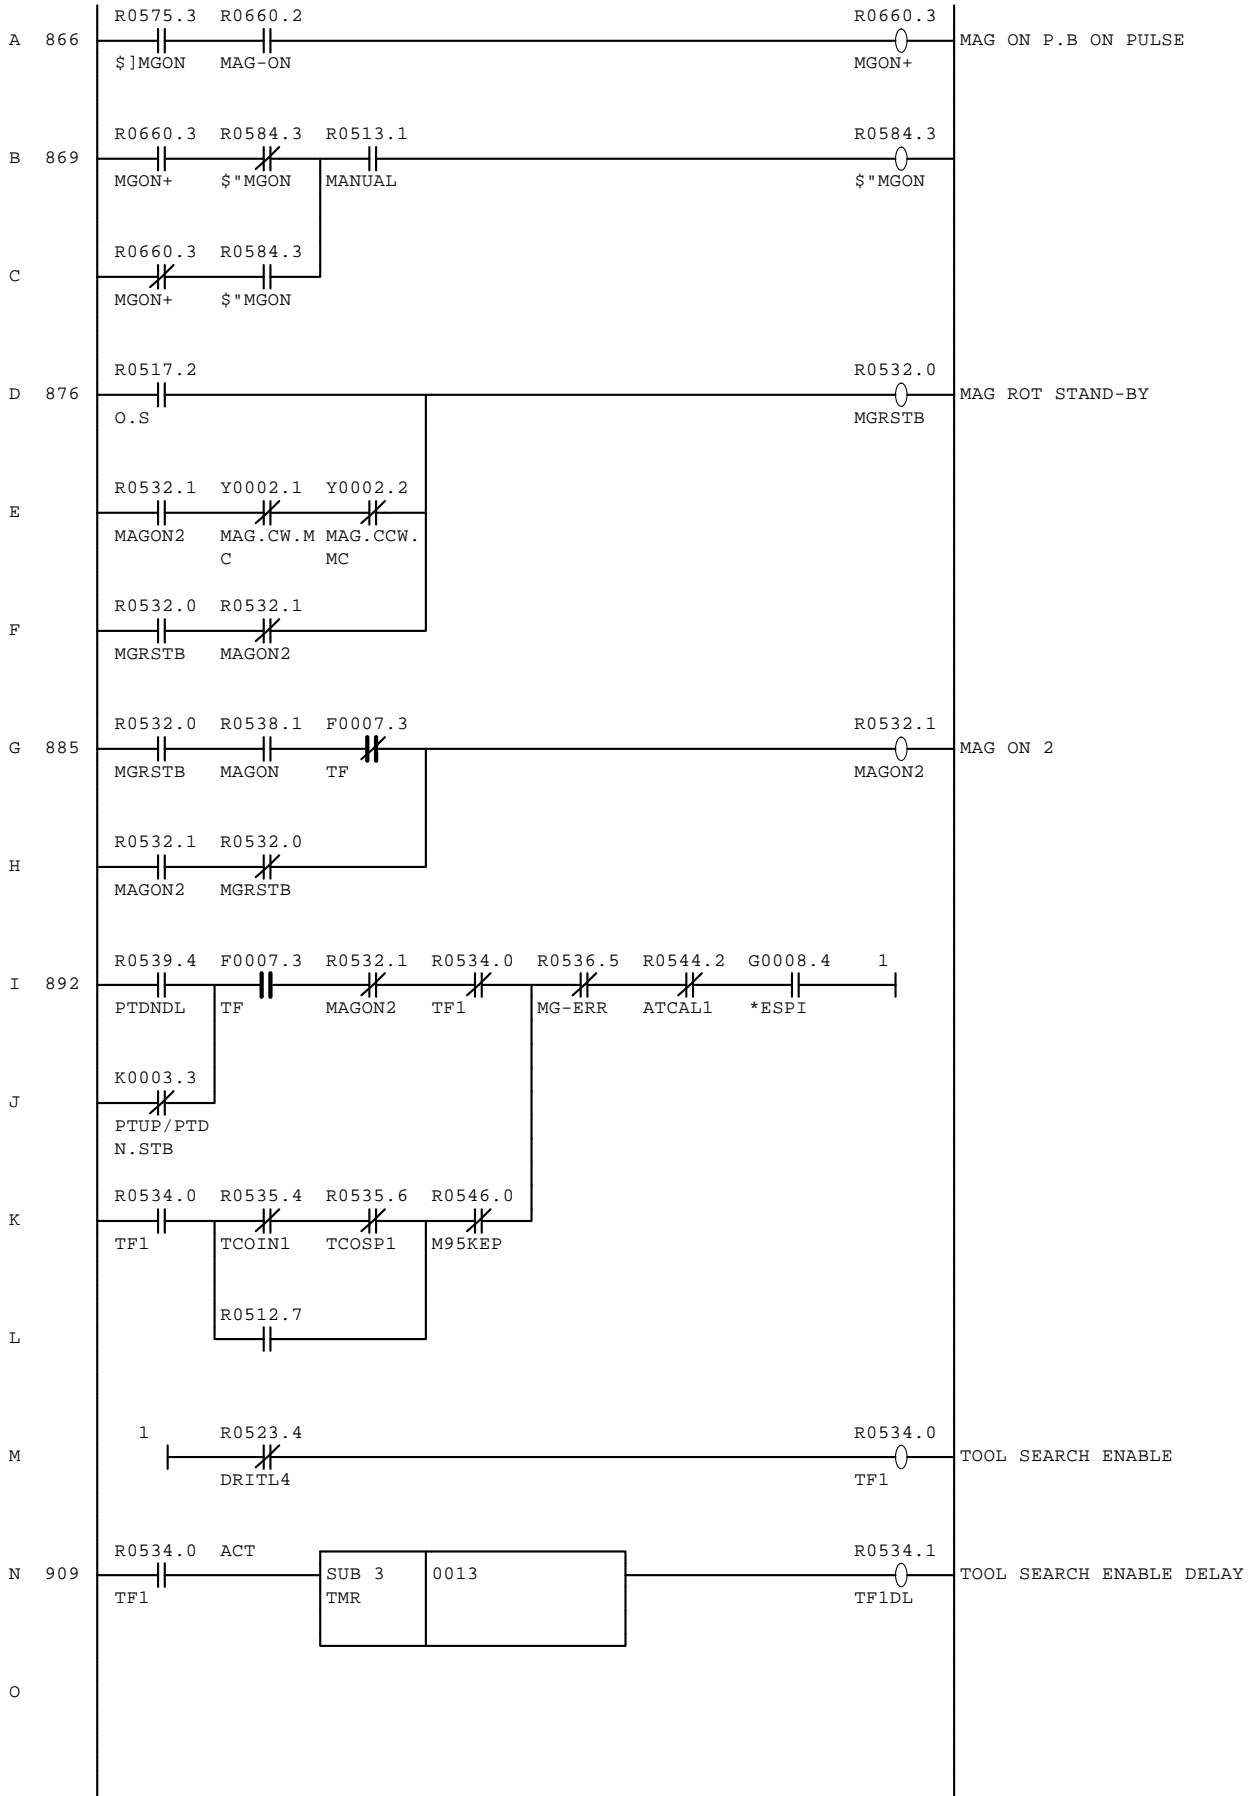 R0575.3 R0660.2 R0660.3
A 866 MAG ON P.B ON PULSE
$]MGON MAG-ON MGON+
R0660.3 R0584.3 R0513.1 R0584.3
B 869
MGON+ $"MGON MANUAL $"MGON
R0660.3 R0584.3
C
MGON+ $"MGON
R0517.2 R0532.0
D 876 MAG ROT STAND-BY
O.S MGRSTB
R0532.1 Y0002.1 Y0002.2
E
MAGON2 MAG.CW.M MAG.CCW.
C MC
R0532.0 R0532.1
F
MGRSTB MAGON2
R0532.0 R0538.1 F0007.3 R0532.1
G 885 MAG ON 2
MGRSTB MAGON TF MAGON2
R0532.1 R0532.0
H
MAGON2 MGRSTB
R0539.4 F0007.3 R0532.1 R0534.0 R0536.5 R0544.2 G0008.4 1
I 892
PTDNDL TF MAGON2 TF1 MG-ERR ATCAL1 *ESPI
K0003.3
J
PTUP/PTD
N.STB
R0534.0 R0535.4 R0535.6 R0546.0
K
TF1 TCOIN1 TCOSP1 M95KEP
R0512.7
L
1 R0523.4 R0534.0
M TOOL SEARCH ENABLE
DRITL4 TF1
R0534.0 ACT R0534.1
N 909 SUB 3 0013 TOOL SEARCH ENABLE DELAY
TF1 TMR TF1DL
O